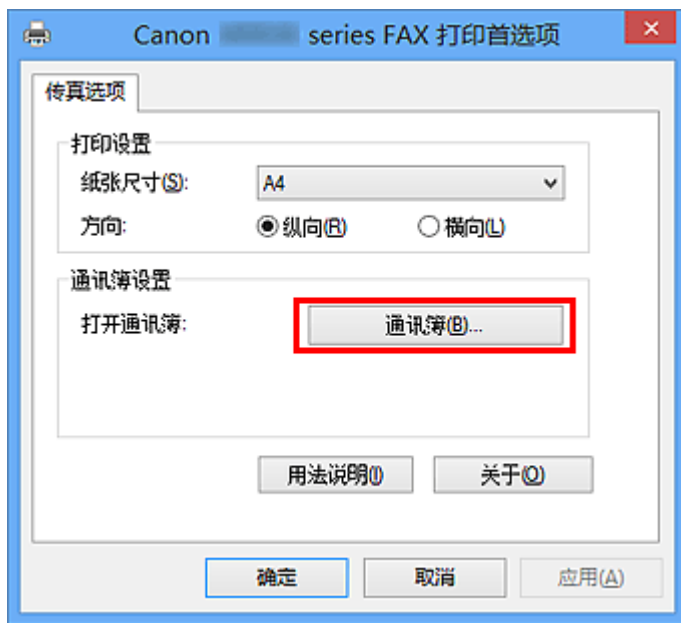 Canon series FAX 打印首选项
传真选项
打印设置
纸张尺寸(S): A4
方向: 纵向(R) 横向(L)
通讯簿设置
打开通讯簿: 通讯簿(B)...
用法说明(I) 关于(O)
确定 取消 应用(A)